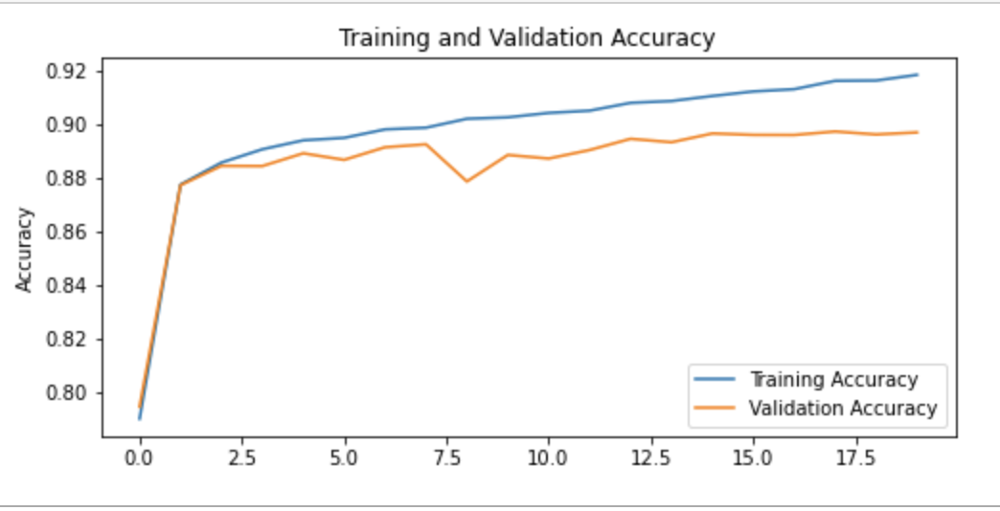 Training and Validation Accuracy
0.92
0.90
0.88
0.86
0.84
0.82
0.80
Accuracy
Training Accuracy
Validation Accuracy
0.0 2.5 5.0 7.5 10.0 12.5 15.0 17.5